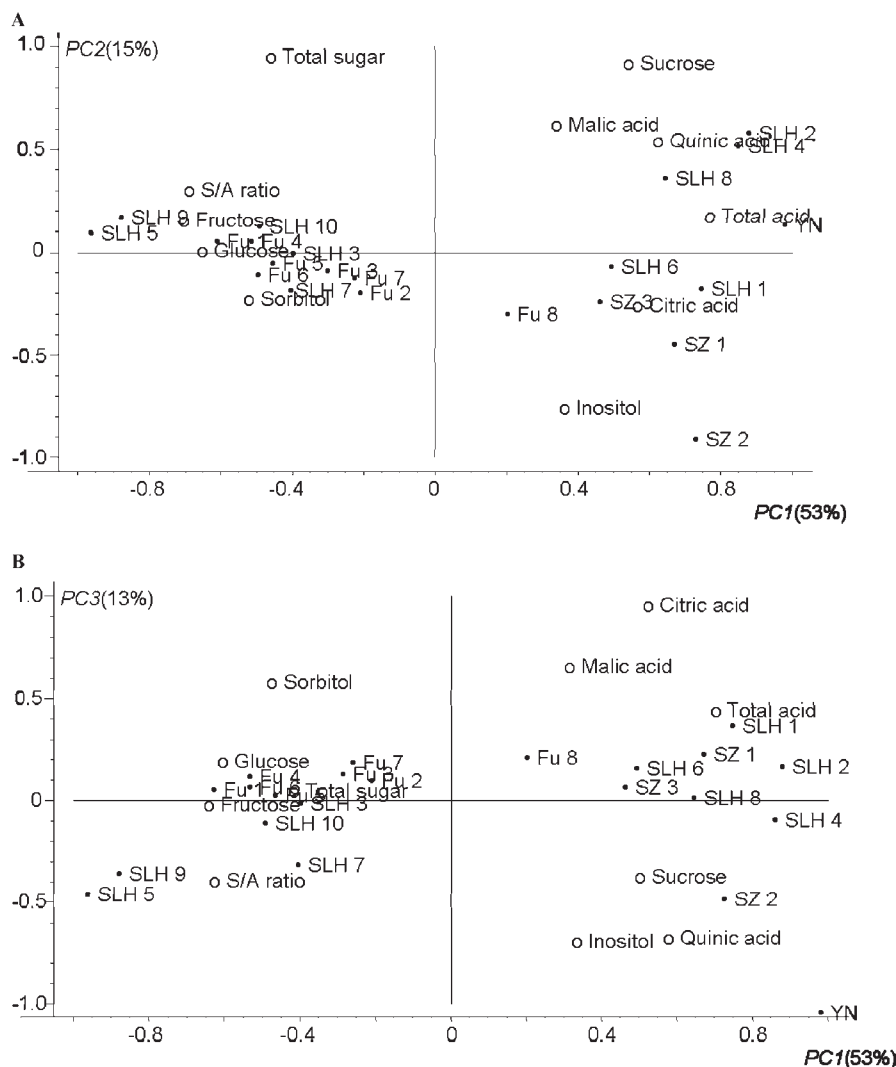 A
1.0
PC2(15%)
Total sugar
Sucrose
Malic acid
Quinic acid
SLH 2
SLH 4
0.5
SLH 8
S/A ratio
SLH 9
Fructose
SLH 10
Total acid
YN
SLH 5
Fu 1
Fu 4
0
Glucose
SLH 3
Fu 5
Fu 3
SLH 6
Fu 6
Fu 7
SLH 7
Fu 2
SLH 1
Sorbitol
SZ 3
Citric acid
Fu 8
SZ 1
-0.5
Inositol
SZ 2
-1.0
-0.8
-0.4
0
0.4
0.8
PC1(53%)
B
1.0
PC3(13%)
Citric acid
Malic acid
Sorbitol
0.5
Total acid
SLH 1
Glucose
Fu 7
Fu 8
SZ 1
Fu 4
Fu 3
SLH 6
SLH 2
Fu 2
Fu 1
Fu 6
Total sugar
SZ 3
SLH 8
0
Fructose
SLH 3
SLH 10
SLH 4
SLH 7
SLH 9
S/A ratio
Sucrose
SLH 5
SZ 2
-0.5
Inositol
Quinic acid
-1.0
YN
-0.8
-0.4
0
0.4
0.8
PC1(53%)